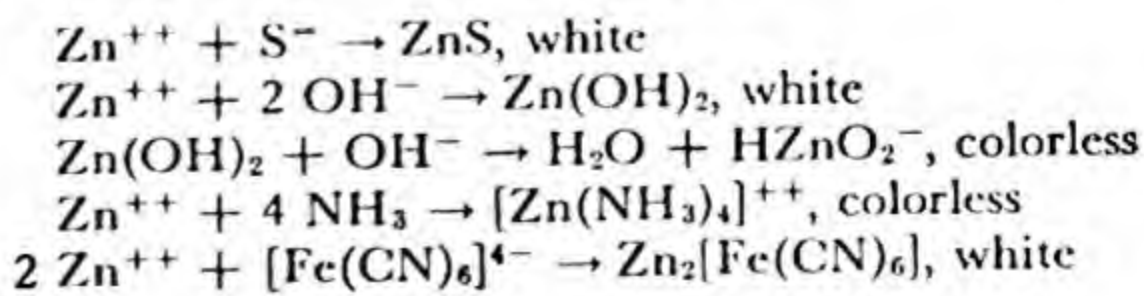 Zn⁺⁺ + S⁻ → ZnS, white
Zn⁺⁺ + 2 OH⁻ → Zn(OH)₂, white
Zn(OH)₂ + OH⁻ → H₂O + HZnO₂⁻, colorless
Zn⁺⁺ + 4 NH₃ → [Zn(NH₃)₄]⁺⁺, colorless
2 Zn⁺⁺ + [Fe(CN)₆]⁴⁻ → Zn₂[Fe(CN)₆], white